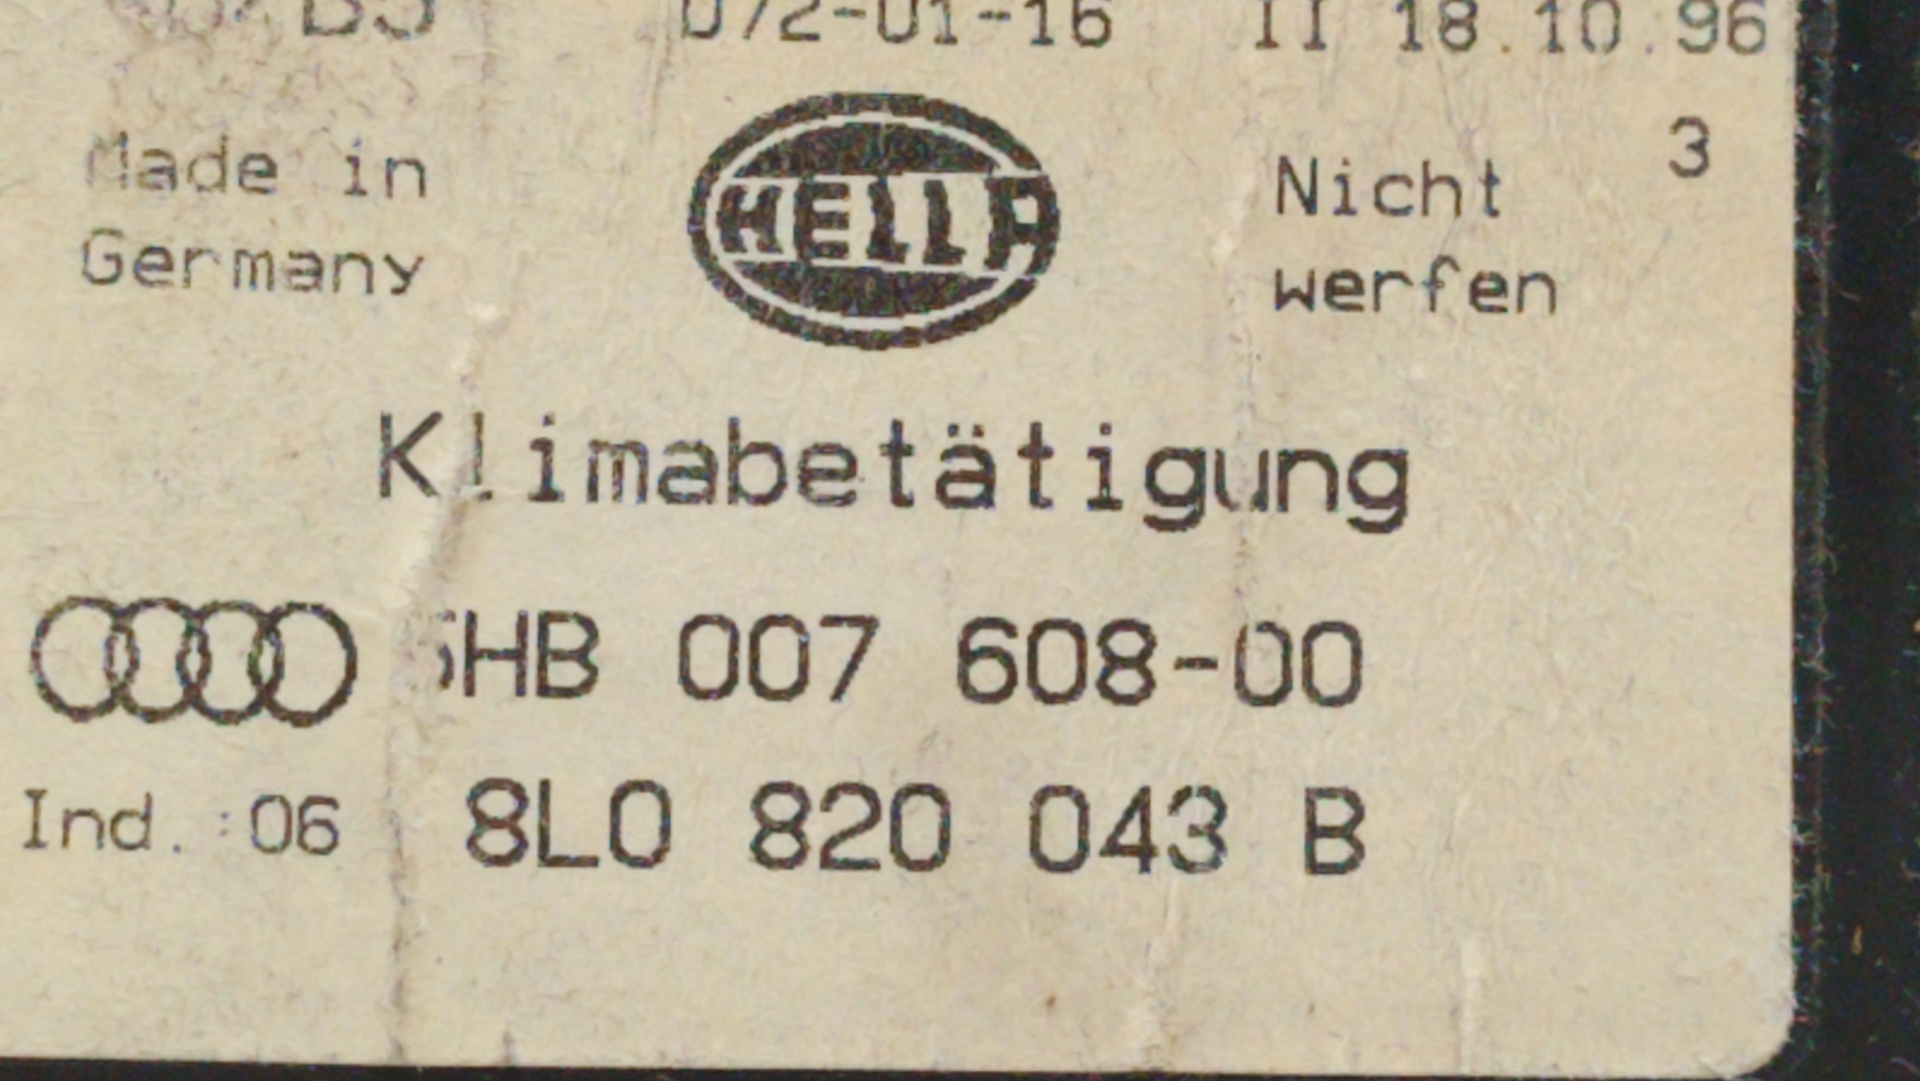 072-01-16 II 18.10.96
3
Made in
Germany
HELLA
Nicht
werfen
Klimabetätigung
5HB 007 608-00
Ind.:06 8L0 820 043 B